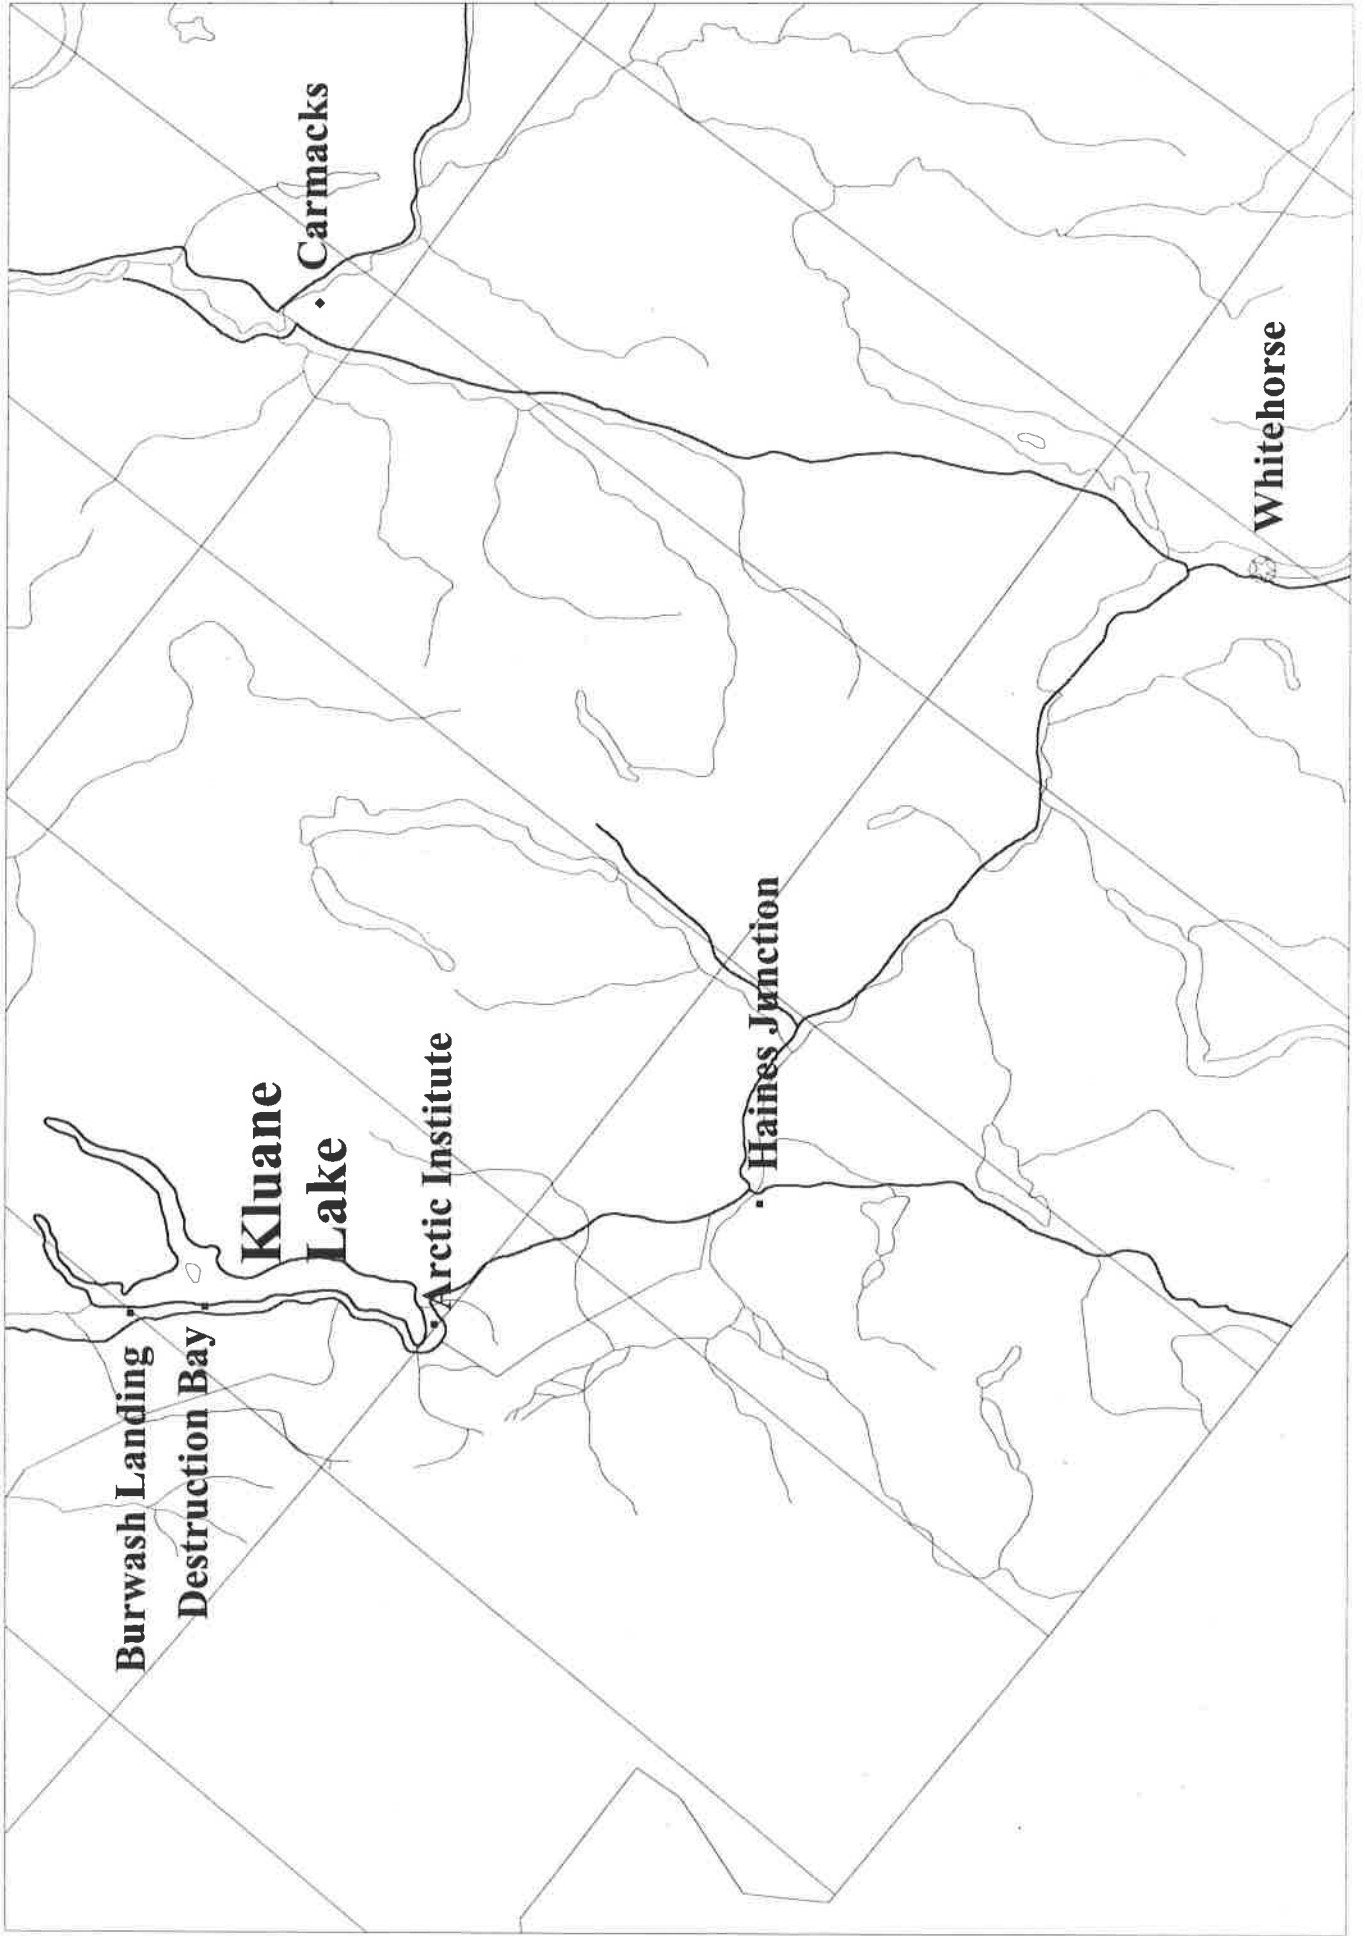 Burwash Landing
Destruction Bay
Kluane
Lake
Carmacks
Arctic Institute
Haines Junction
Whitehorse